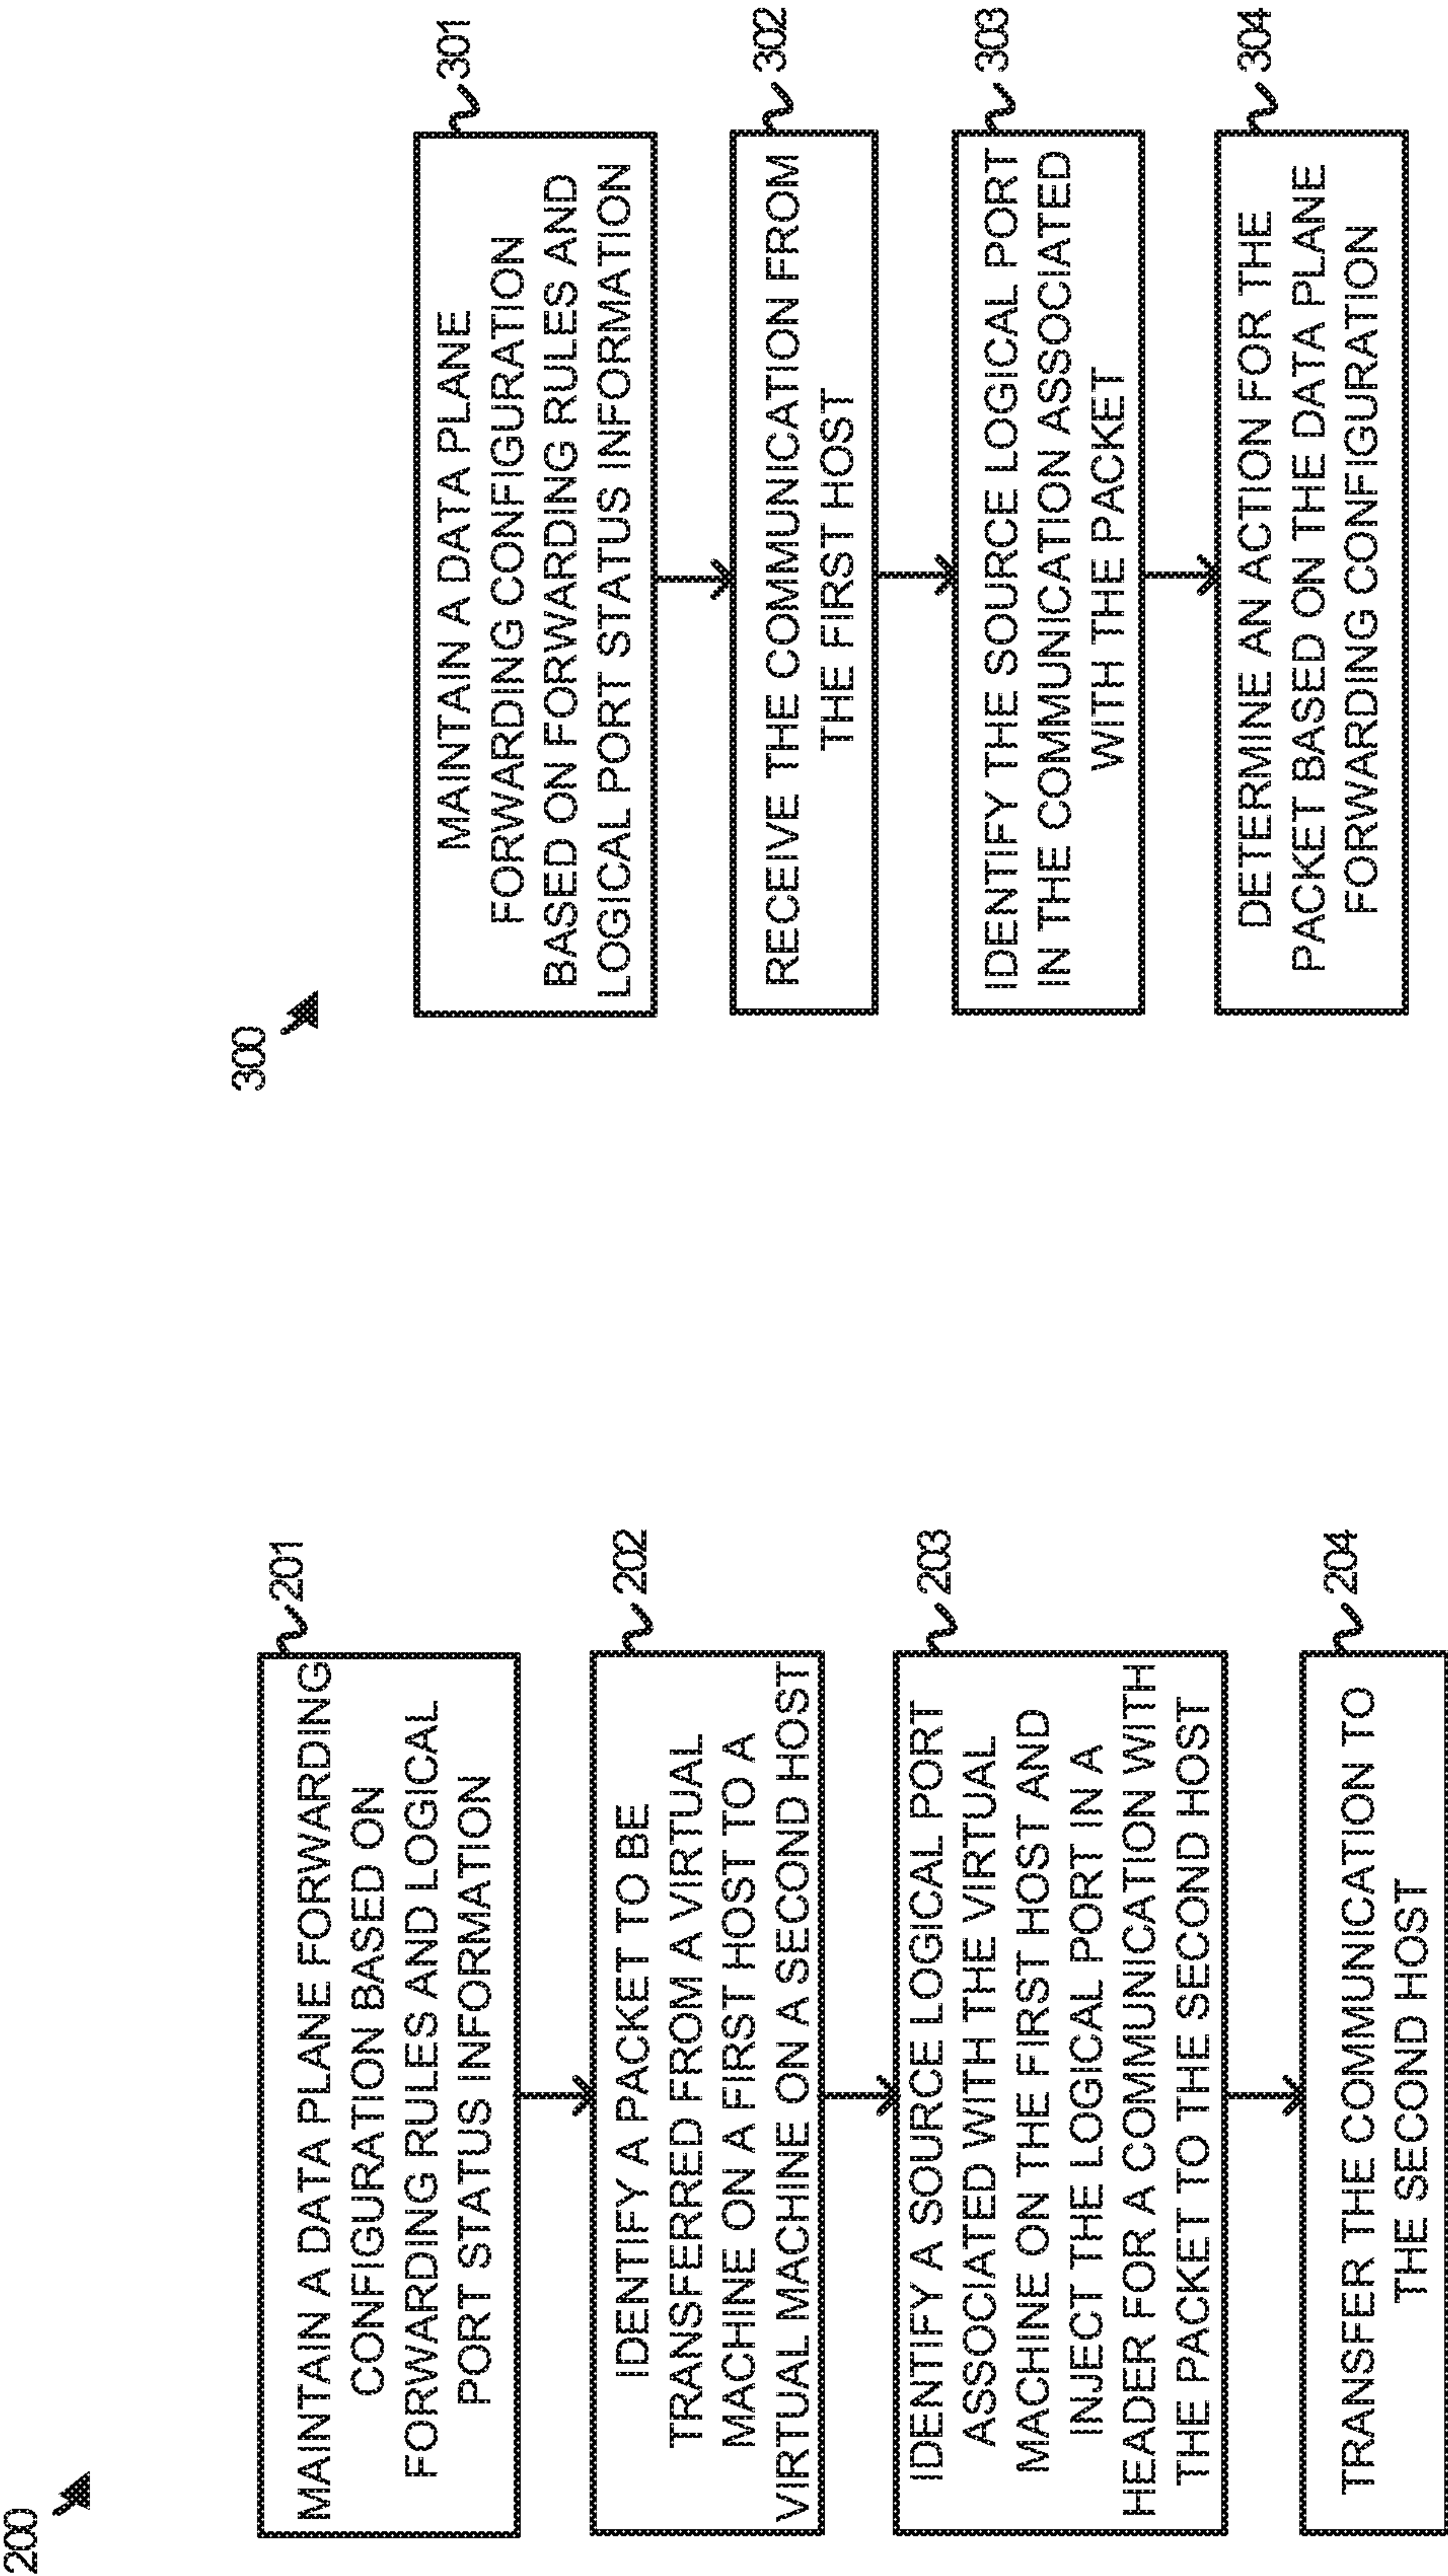 200
MAINTAIN A DATA PLANE FORWARDING
CONFIGURATION BASED ON
FORWARDING RULES AND LOGICAL
PORT STATUS INFORMATION
201
IDENTIFY A PACKET TO BE
TRANSFERRED FROM A VIRTUAL
MACHINE ON A FIRST HOST TO A
VIRTUAL MACHINE ON A SECOND HOST
202
IDENTIFY A SOURCE LOGICAL PORT
ASSOCIATED WITH THE VIRTUAL
MACHINE ON THE FIRST HOST AND
INJECT THE LOGICAL PORT IN A
HEADER FOR A COMMUNICATION WITH
THE PACKET TO THE SECOND HOST
203
TRANSFER THE COMMUNICATION TO
THE SECOND HOST
204
300
MAINTAIN A DATA PLANE
FORWARDING CONFIGURATION
BASED ON FORWARDING RULES AND
LOGICAL PORT STATUS INFORMATION
301
RECEIVE THE COMMUNICATION FROM
THE FIRST HOST
302
IDENTIFY THE SOURCE LOGICAL PORT
IN THE COMMUNICATION ASSOCIATED
WITH THE PACKET
303
DETERMINE AN ACTION FOR THE
PACKET BASED ON THE DATA PLANE
FORWARDING CONFIGURATION
304